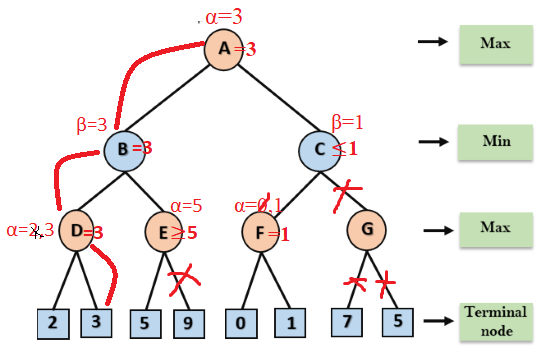 α=3
A=3
Max
β=3
β=1
B=3
C ≤1
Min
α=2,3
α=5
α=0,1
D=3
E≥5
F=1
G
Max
2
3
5
9
0
1
7
5
Terminal
node